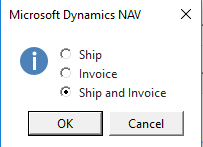 Microsoft Dynamics NAV
Ship
Invoice
Ship and Invoice
OK
Cancel